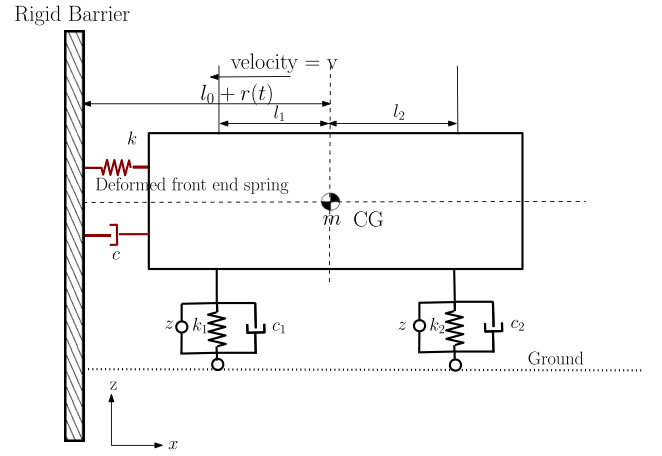 Rigid Barrier
velocity = v
l₀ + r(t)
l₁
l₂
k
Deformed front end spring
m CG
c
z k₁ c₁
z k₂ c₂
Ground
z
x